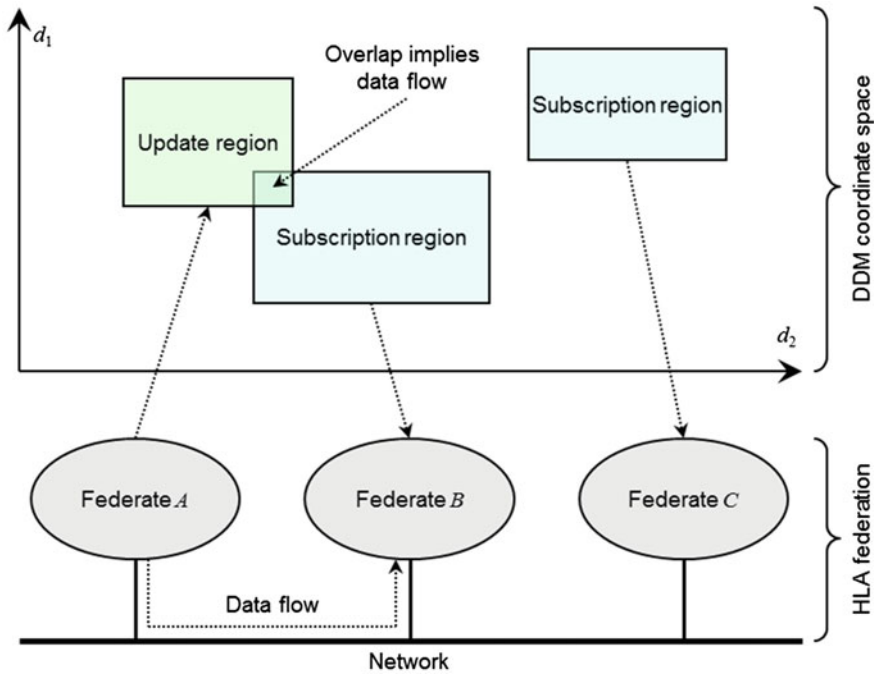 d1
Overlap implies
data flow
Update region
Subscription region
Subscription region
d2
DDM coordinate space
Federate A
Federate B
Federate C
HLA federation
Data flow
Network